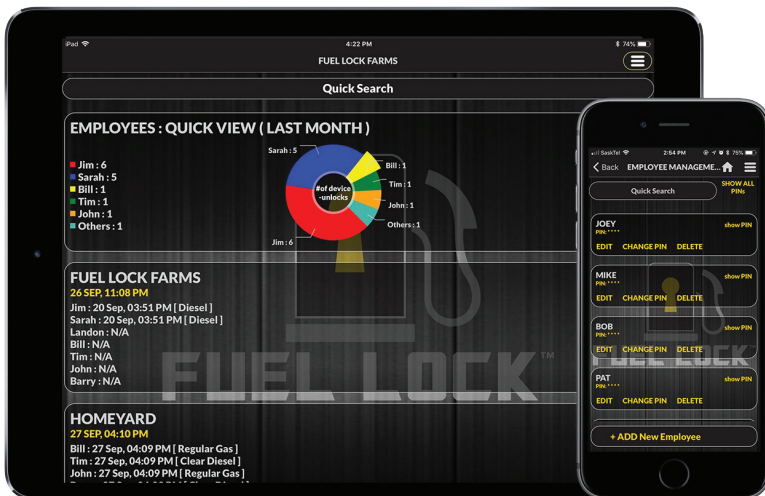 iPad
4:22 PM
74%
FUEL LOCK FARMS
Quick Search
EMPLOYEES : QUICK VIEW ( LAST MONTH )
Jim : 6
Sarah : 5
Bill : 1
Tim : 1
John : 1
Others : 1
Sarah : 5
Bill : 1
Tim : 1
John : 1
Others : 1
Jim : 6
#of device
-unlocks
FUEL LOCK FARMS
26 SEP, 11:08 PM
Jim : 20 Sep, 03:51 PM [ Diesel ]
Sarah : 20 Sep, 03:51 PM [ Diesel ]
Landon : N/A
Bill : N/A
Tim : N/A
John : N/A
Barry : N/A
FUEL LOCK™
HOMEYARD
27 SEP, 04:10 PM
Bill : 27 Sep, 04:09 PM [ Regular Gas ]
Tim : 27 Sep, 04:09 PM [ Clear Diesel ]
John : 27 Sep, 04:09 PM [ Regular Gas ]
SaskTel
2:54 PM
75%
Back
EMPLOYEE MANAGEME...
Quick Search
SHOW ALL
PINs
JOEY
show PIN
PIN: ****
EDIT CHANGE PIN DELETE
MIKE
show PIN
PIN: ****
EDIT CHANGE PIN DELETE
BOB
show PIN
PIN: ****
EDIT CHANGE PIN DELETE
FUEL LOCK
PAT
show PIN
PIN: ****
EDIT CHANGE PIN DELETE
+ ADD New Employee